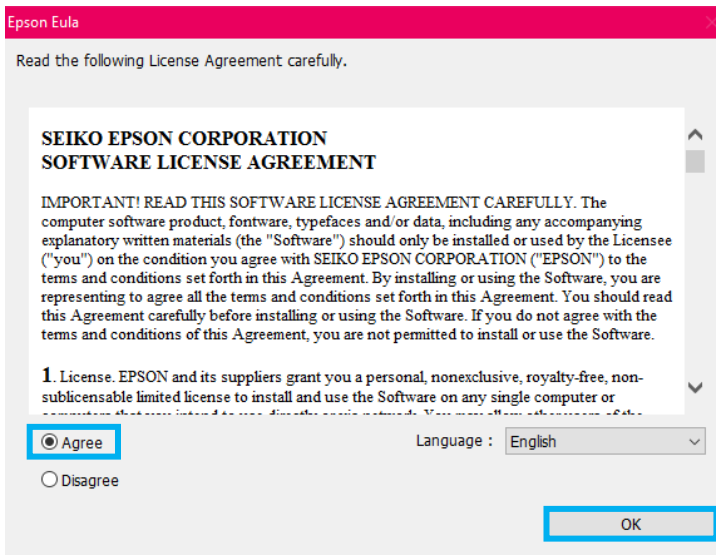 Epson Eula
Read the following License Agreement carefully.
SEIKO EPSON CORPORATION
SOFTWARE LICENSE AGREEMENT
IMPORTANT! READ THIS SOFTWARE LICENSE AGREEMENT CAREFULLY. The
computer software product, fontware, typefaces and/or data, including any accompanying
explanatory written materials (the "Software") should only be installed or used by the Licensee
("you") on the condition you agree with SEIKO EPSON CORPORATION ("EPSON") to the
terms and conditions set forth in this Agreement. By installing or using the Software, you are
representing to agree all the terms and conditions set forth in this Agreement. You should read
this Agreement carefully before installing or using the Software. If you do not agree with the
terms and conditions of this Agreement, you are not permitted to install or use the Software.
1. License. EPSON and its suppliers grant you a personal, nonexclusive, royalty-free, non-
sublicensable limited license to install and use the Software on any single computer or
Agree
Language : English
Disagree
OK